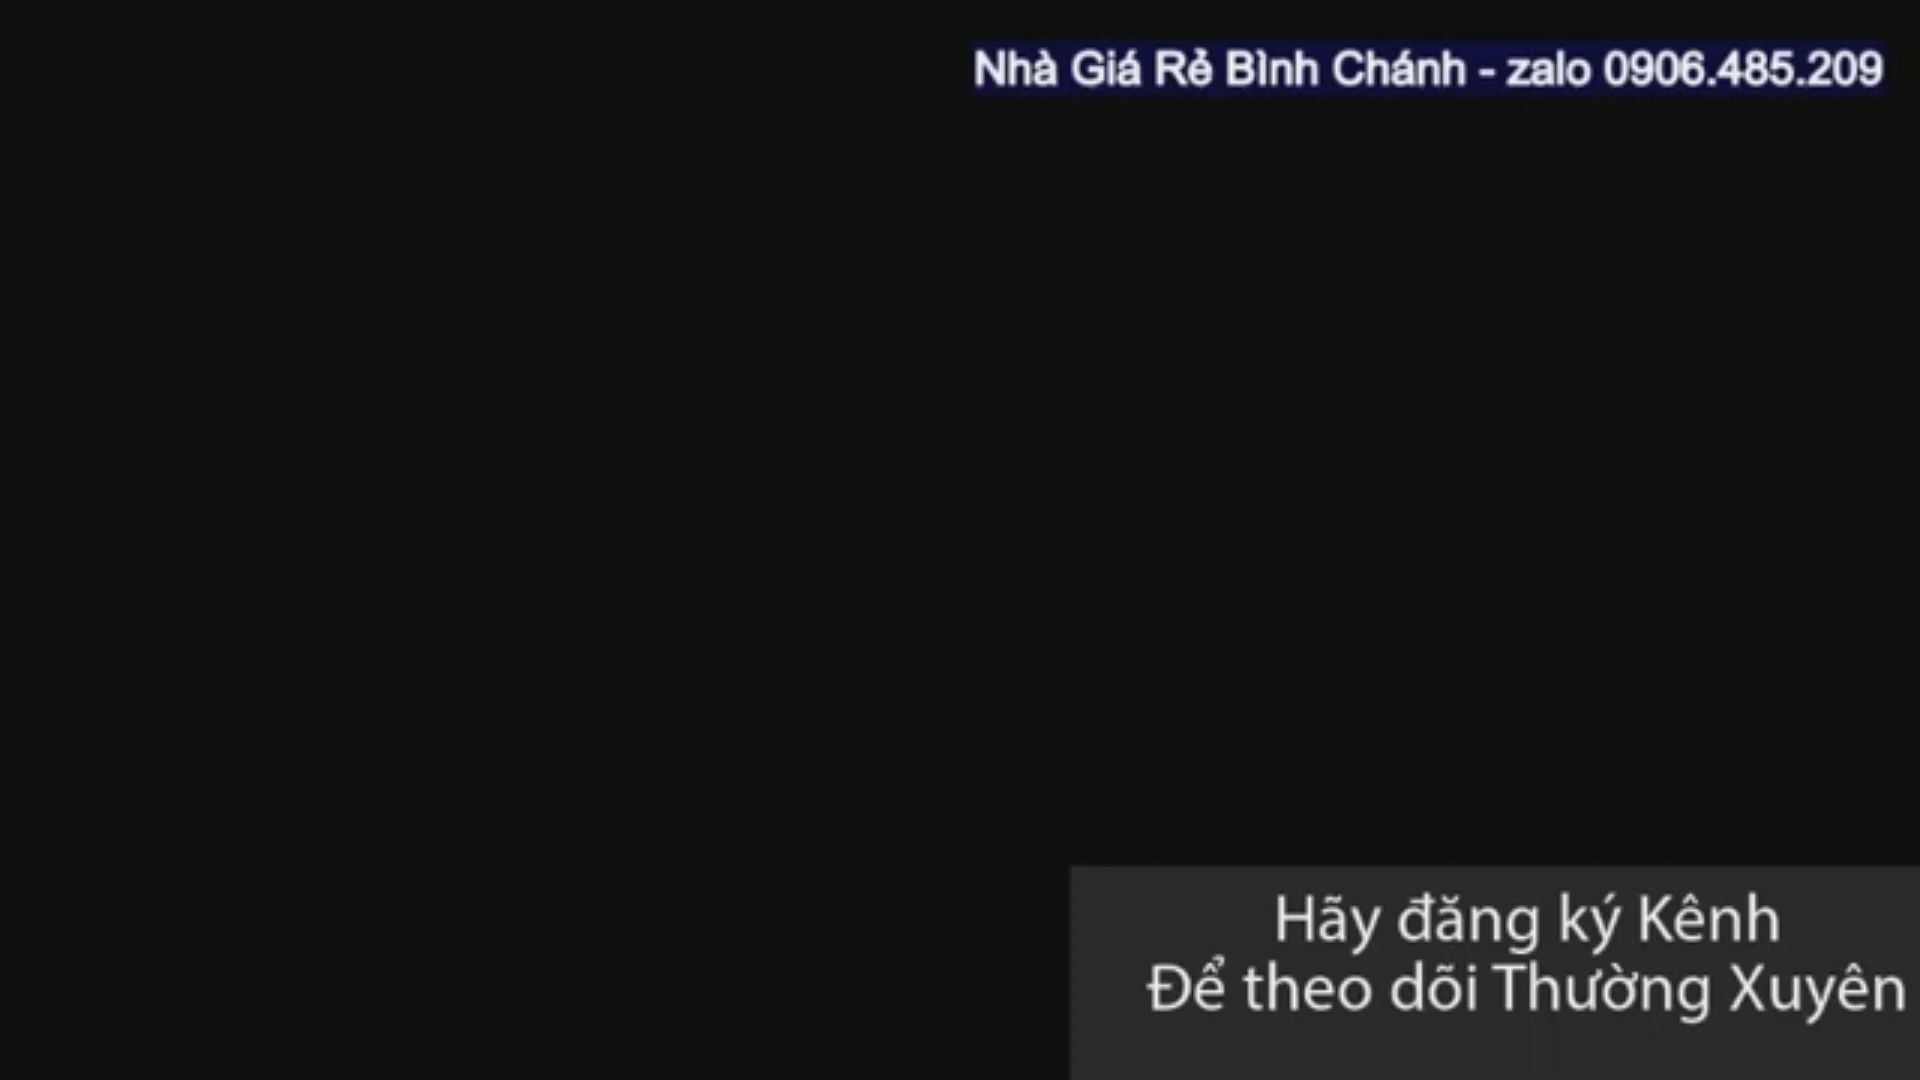 Nhà Giá Rẻ Bình Chánh - zalo 0906.485.209
Hãy đăng ký Kênh
Để theo dõi Thường Xuyên